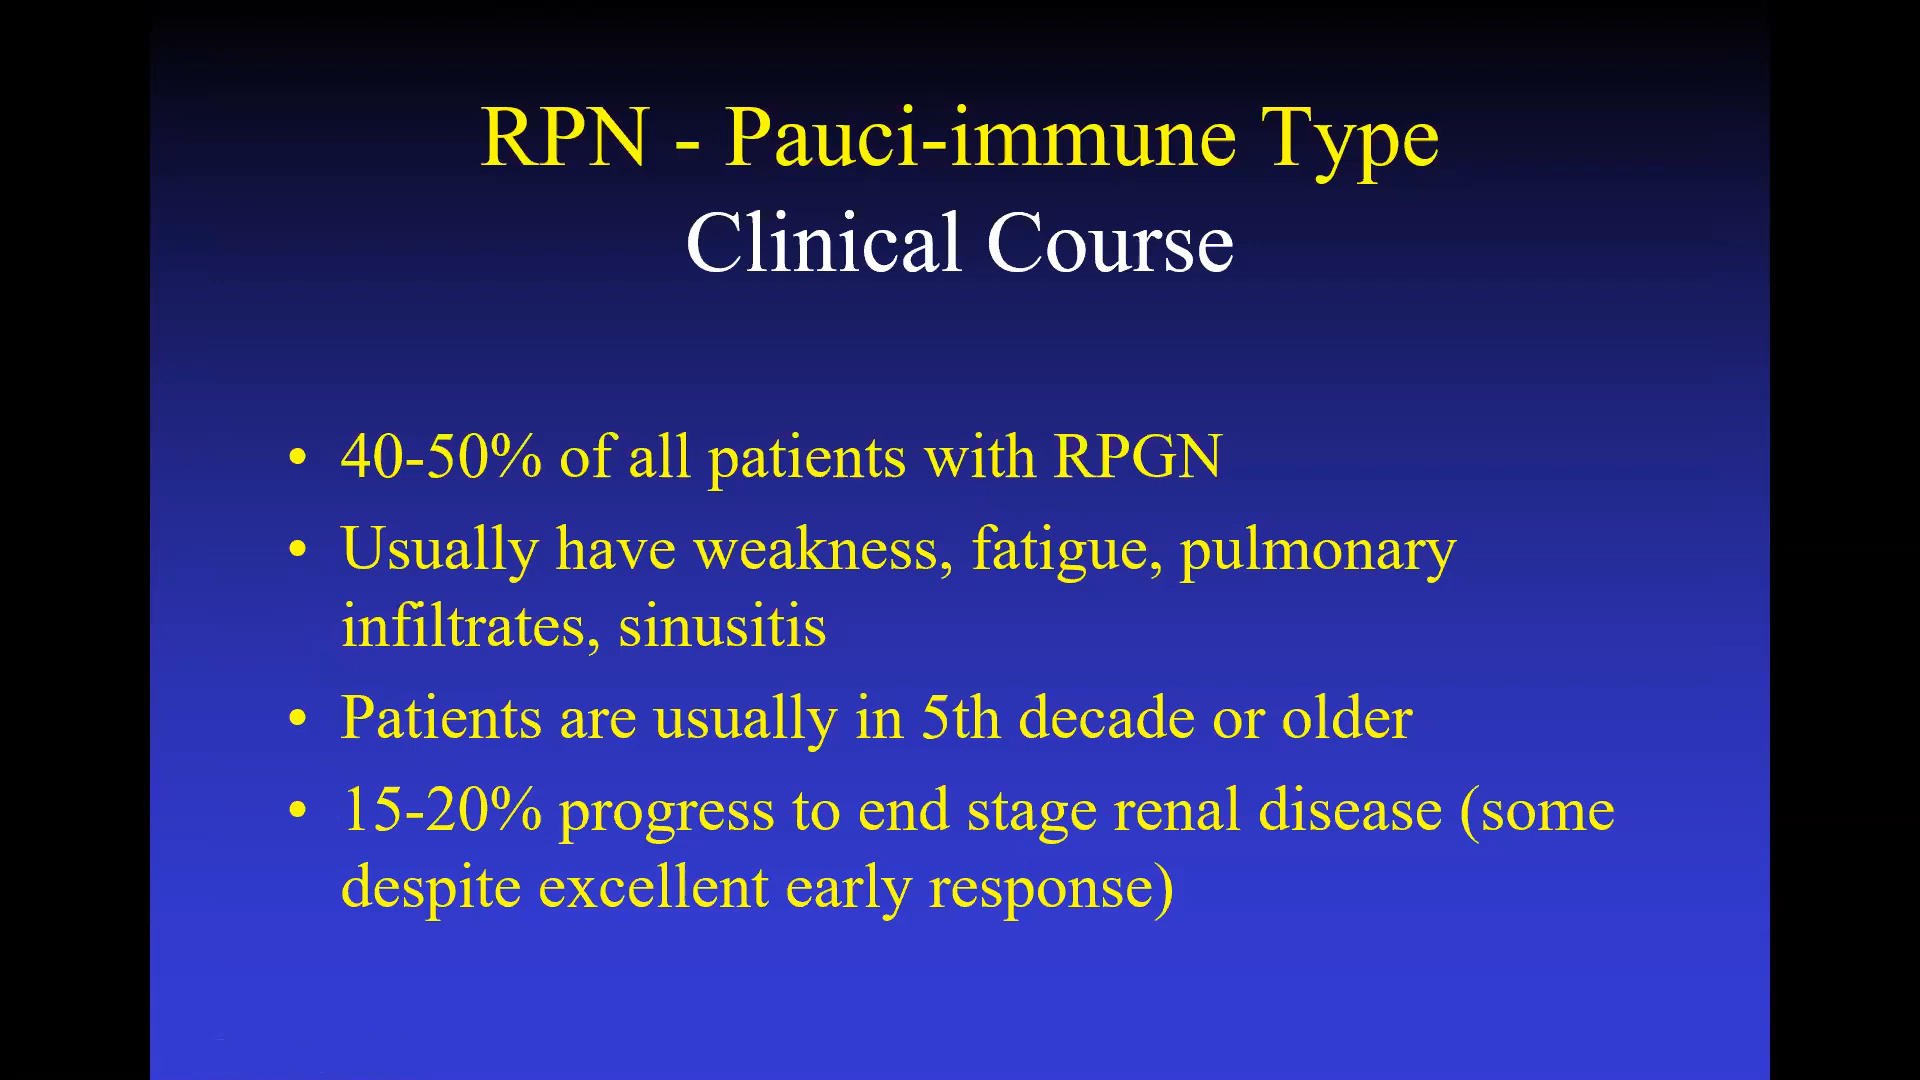 RPN - Pauci-immune Type
Clinical Course
• 40-50% of all patients with RPGN
• Usually have weakness, fatigue, pulmonary
infiltrates, sinusitis
• Patients are usually in 5th decade or older
• 15-20% progress to end stage renal disease (some
despite excellent early response)